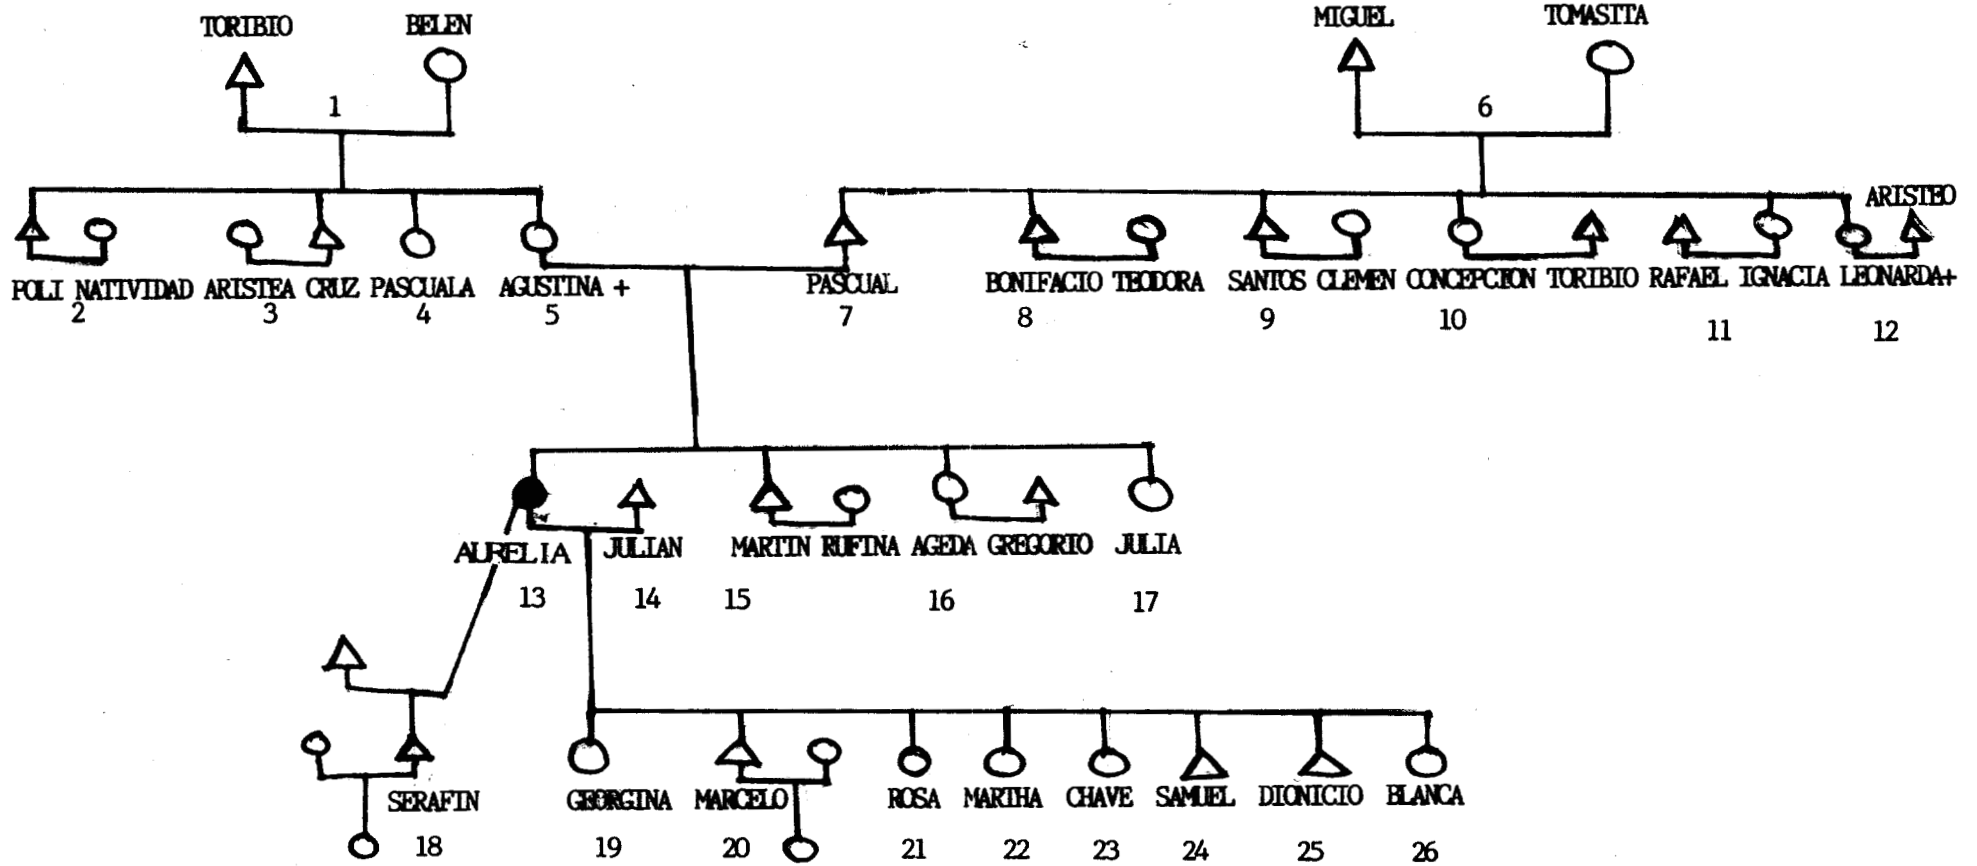 TORIBIO BELEN MIGUEL TOMASITA
1 6
ARISTEO
POLI NATIVIDAD ARISTEA CRUZ PASCUALA AGUSTINA + PASCUAL BONIFACIO TEODORA SANTOS CLEMEN CONCEPCION TORIBIO RAFAEL IGNACIA LEONARDA+
2 3 4 5 7 8 9 10 11 12
AURELIA JULIAN MARTIN RUFINA AGEDA GREGORIO JULIA
13 14 15 16 17
SERAFIN GEORGINA MARCELO ROSA MARTHA CHAVE SAMUEL DIONICIO BLANCA
18 19 20 21 22 23 24 25 26